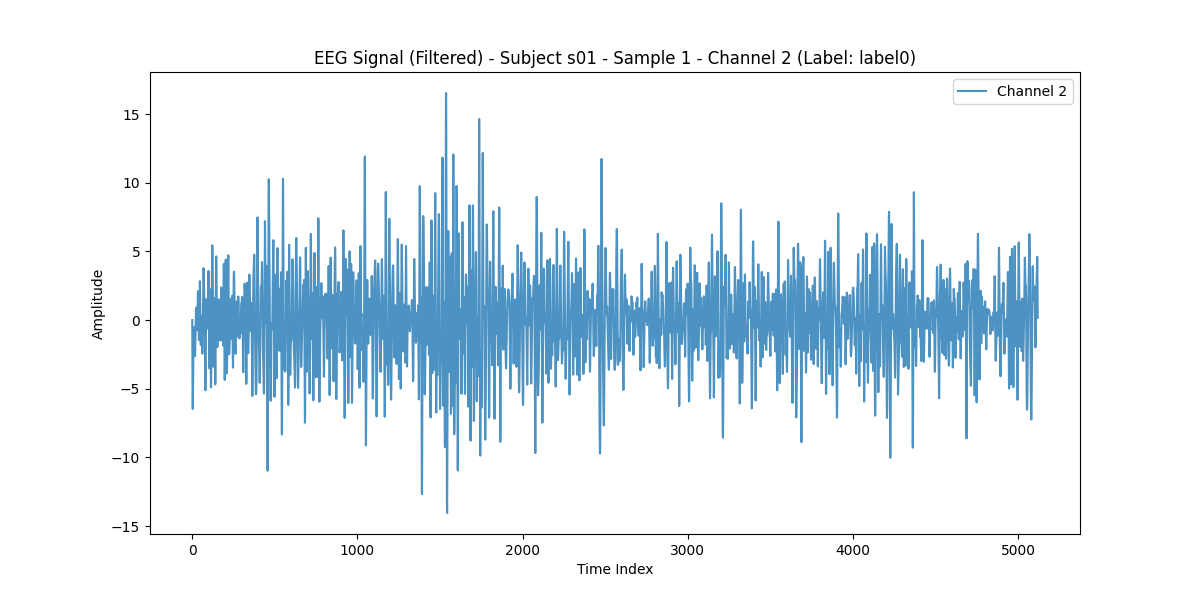 EEG Signal (Filtered) - Subject s01 - Sample 1 - Channel 2 (Label: label0)
Channel 2
15
10
5
0
−5
−10
−15
Amplitude
0 1000 2000 3000 4000 5000
Time Index